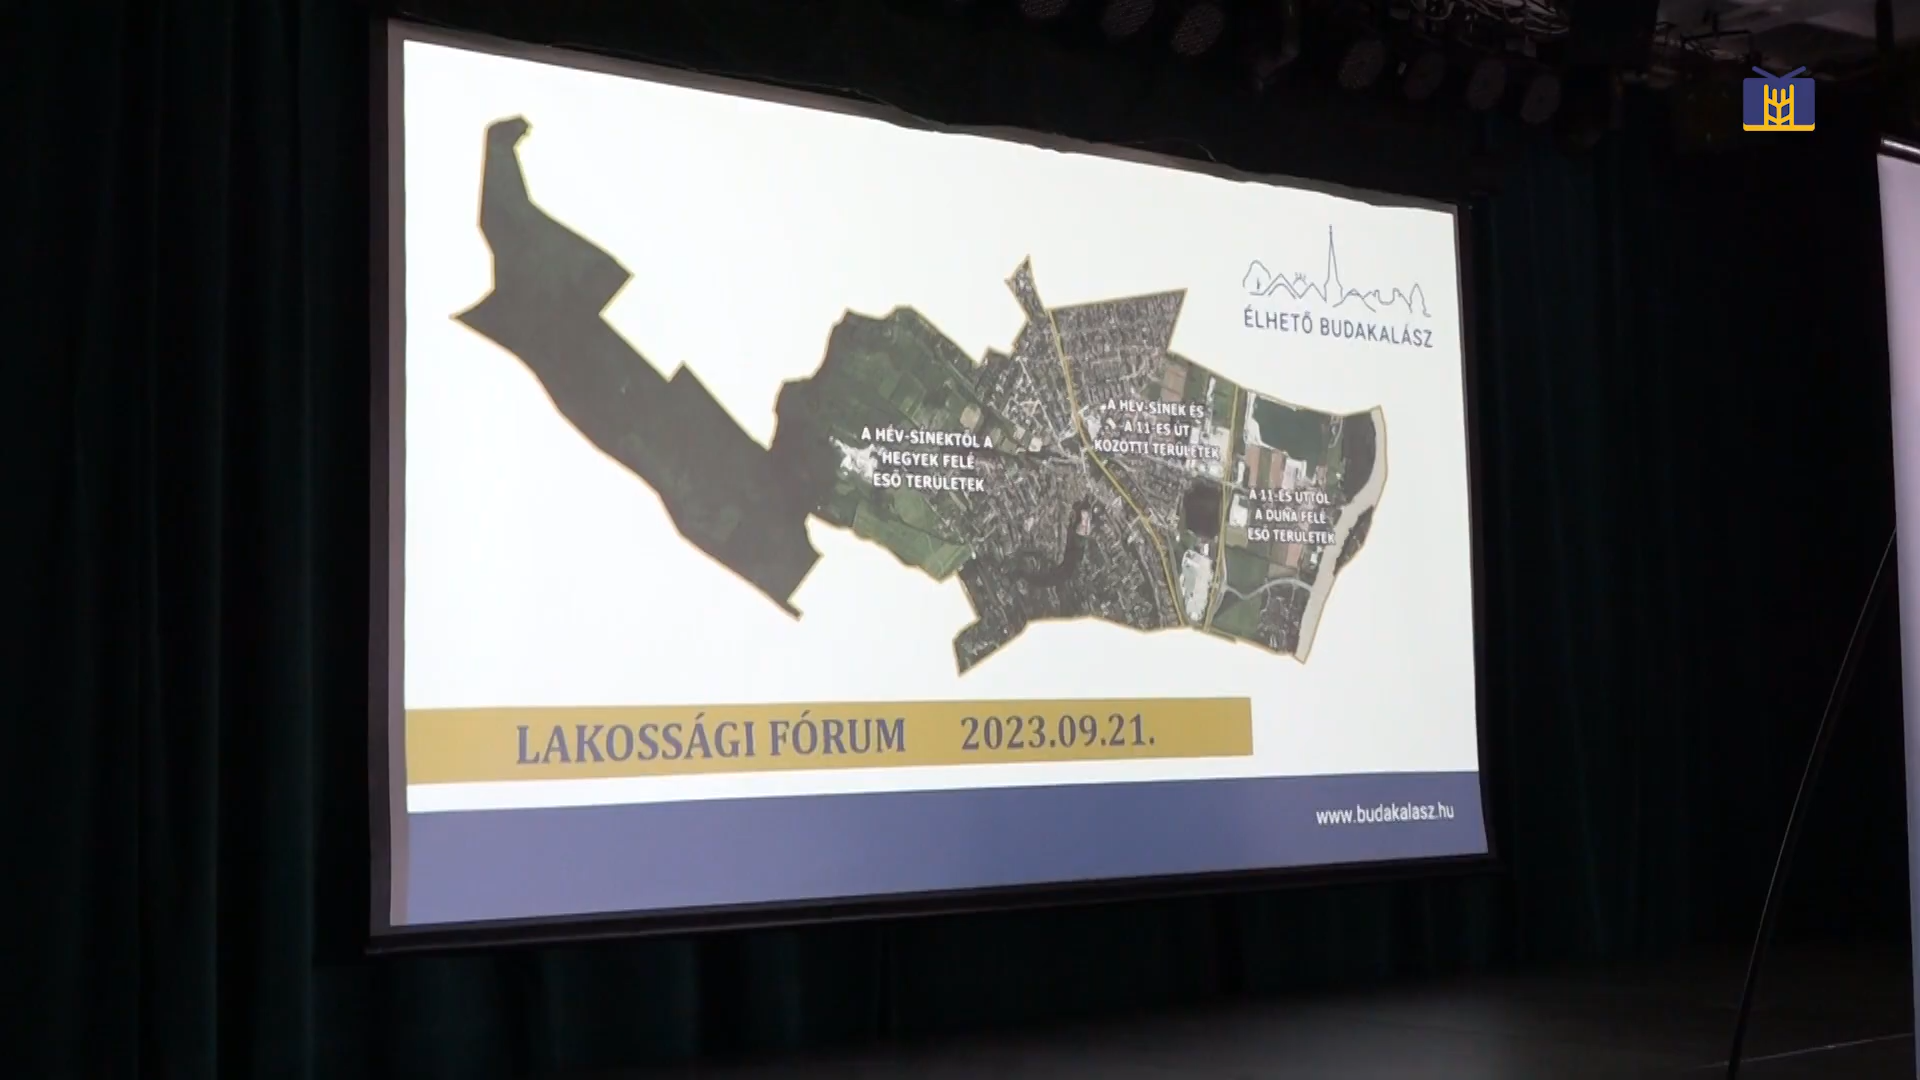 ÉLHETŐ BUDAKALÁSZ
A HÉV-SÍNEKTŐL A
HEGYEK FELÉ
ESŐ TERÜLETEK
A HÉV-SÍNEK ÉS
A 11-ES ÚT
KÖZÖTTI TERÜLETEK
A 11-ES ÚTTÓL
A DUNA FELÉ
ESŐ TERÜLETEK
LAKOSSÁGI FÓRUM 2023.09.21.
www.budakalasz.hu